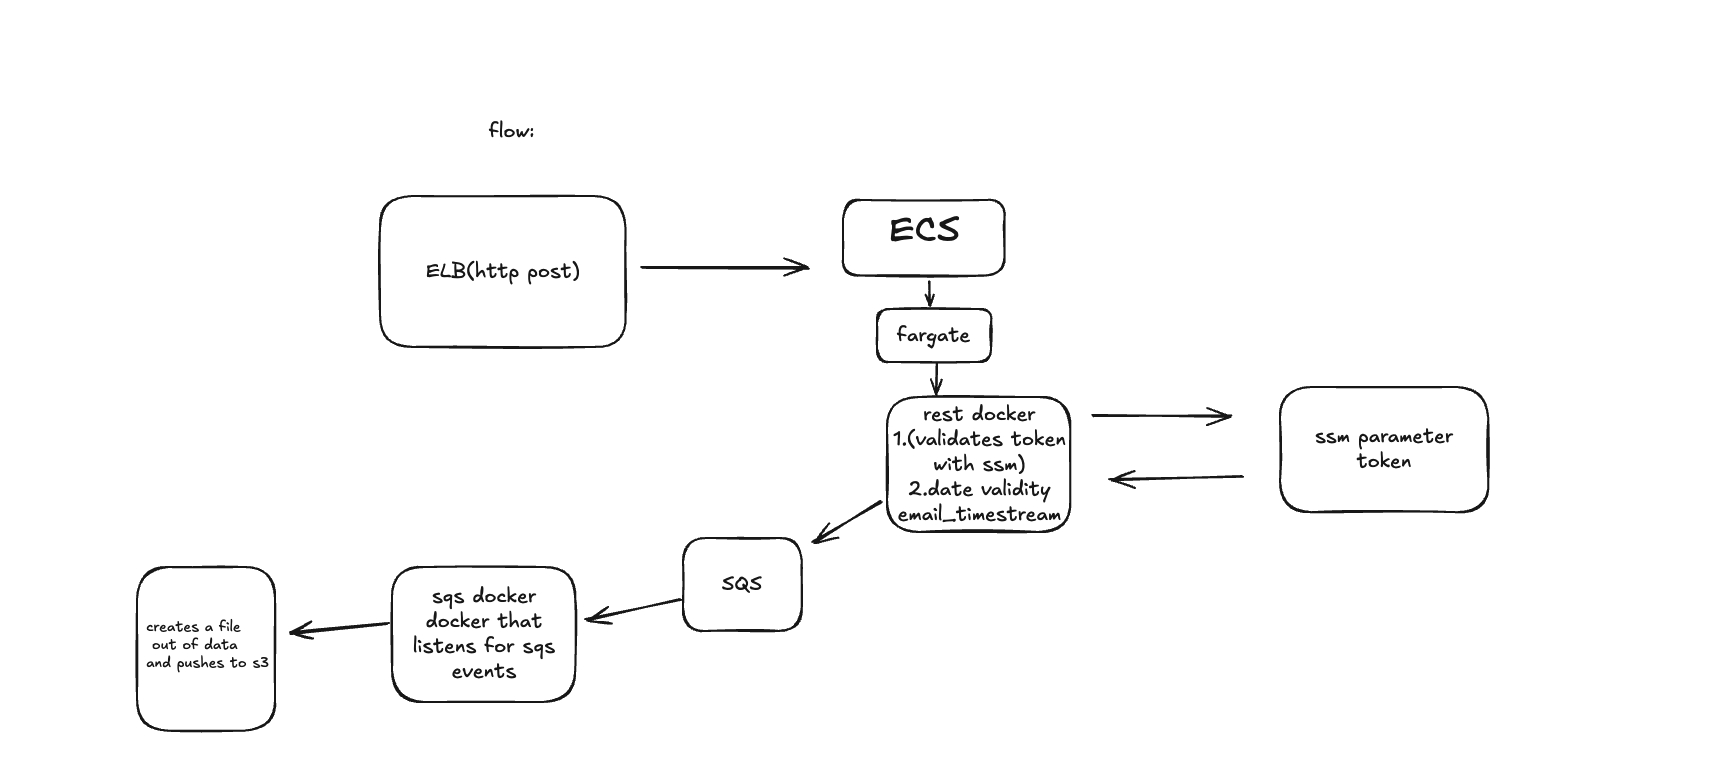 flow:
ELB(http post)
ECS
fargate
rest docker
1.(validates token
with ssm)
2.date validity
email_timestream
ssm parameter
token
SQS
sqs docker
docker that
listens for sqs
events
creates a file
out of data
and pushes to s3